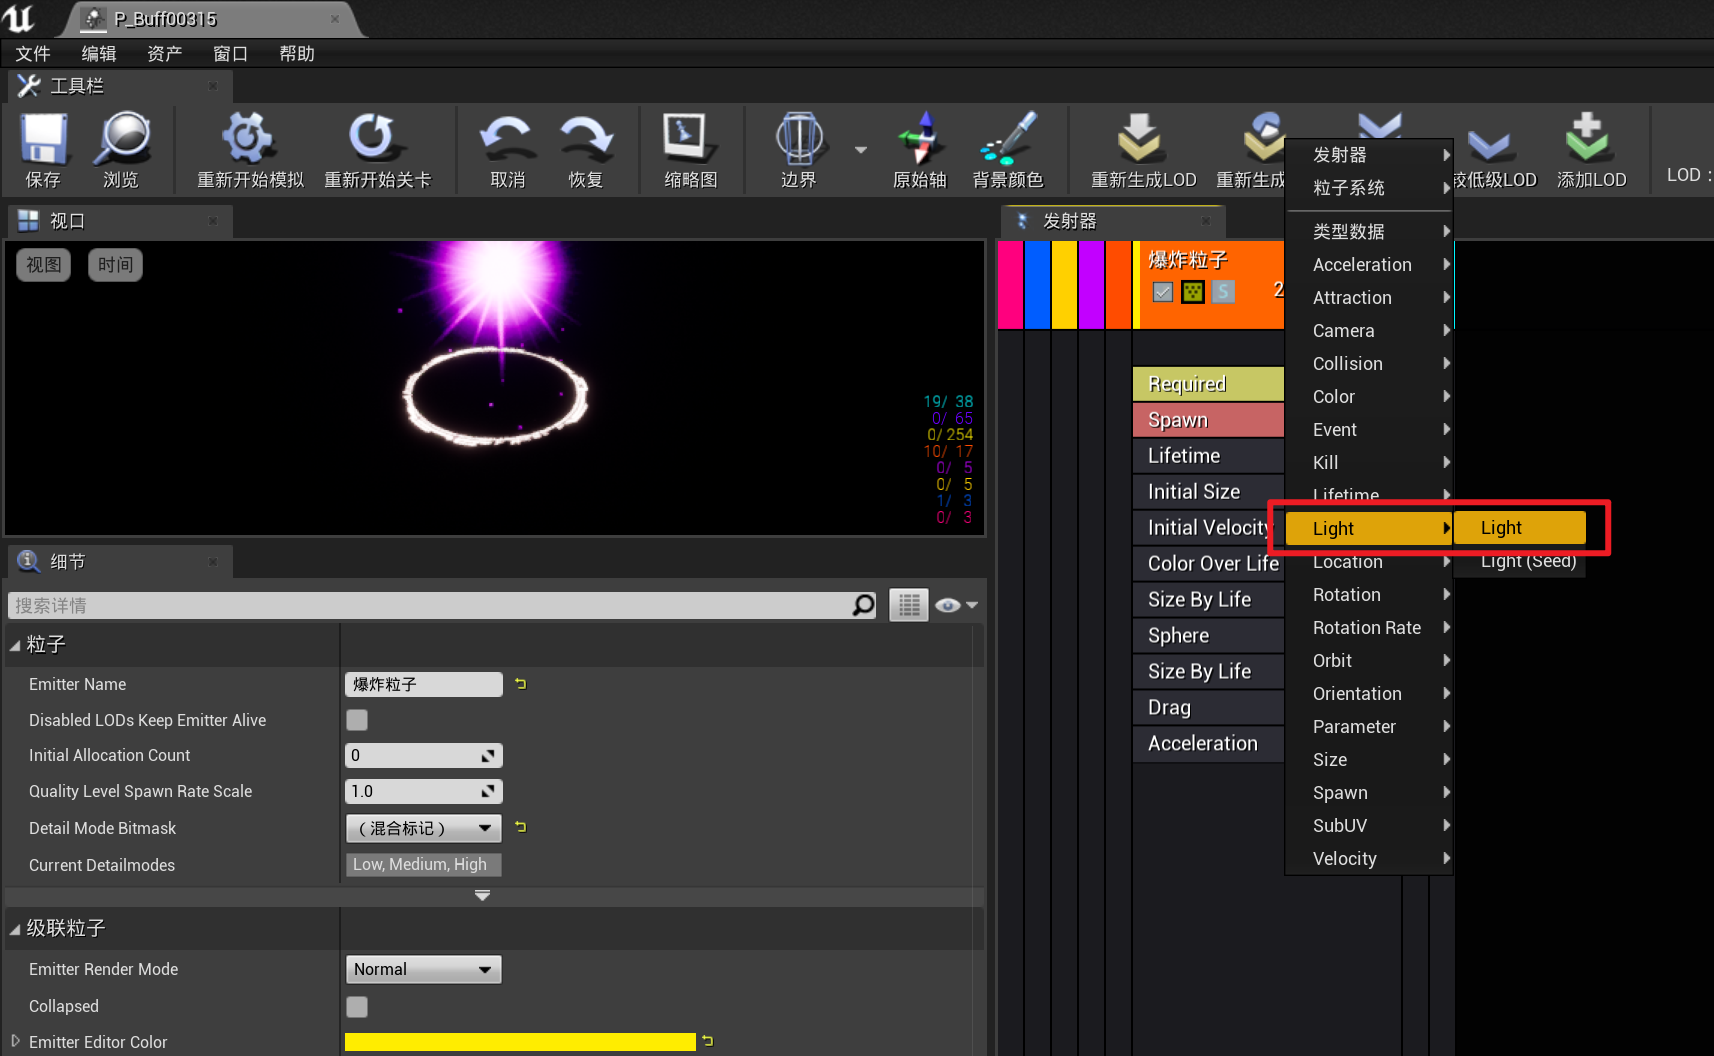 P_Buff00315
文件 编辑 资产 窗口 帮助
工具栏
保存 浏览 重新开始模拟 重新开始关卡 取消 恢复 缩略图 边界 原始轴 背景颜色 重新生成LOD 重新生成 较低级LOD 添加LOD LOD :
视口
视图 时间
19/ 38
0/ 65
0/ 254
10/ 17
0/ 5
0/ 5
1/ 3
0/ 3
细节
搜索详情
粒子
Emitter Name 爆炸粒子
Disabled LODs Keep Emitter Alive
Initial Allocation Count 0
Quality Level Spawn Rate Scale 1.0
Detail Mode Bitmask （混合标记）
Current Detailmodes Low, Medium, High
级联粒子
Emitter Render Mode Normal
Collapsed
Emitter Editor Color
发射器
爆炸粒子
S 2
Required
Spawn
Lifetime
Initial Size
Initial Velocity
Color Over Life
Size By Life
Sphere
Size By Life
Drag
Acceleration
发射器
粒子系统
类型数据
Acceleration
Attraction
Camera
Collision
Color
Event
Kill
Lifetime
Light
Location
Rotation
Rotation Rate
Orbit
Orientation
Parameter
Size
Spawn
SubUV
Velocity
Light
Light (Seed)